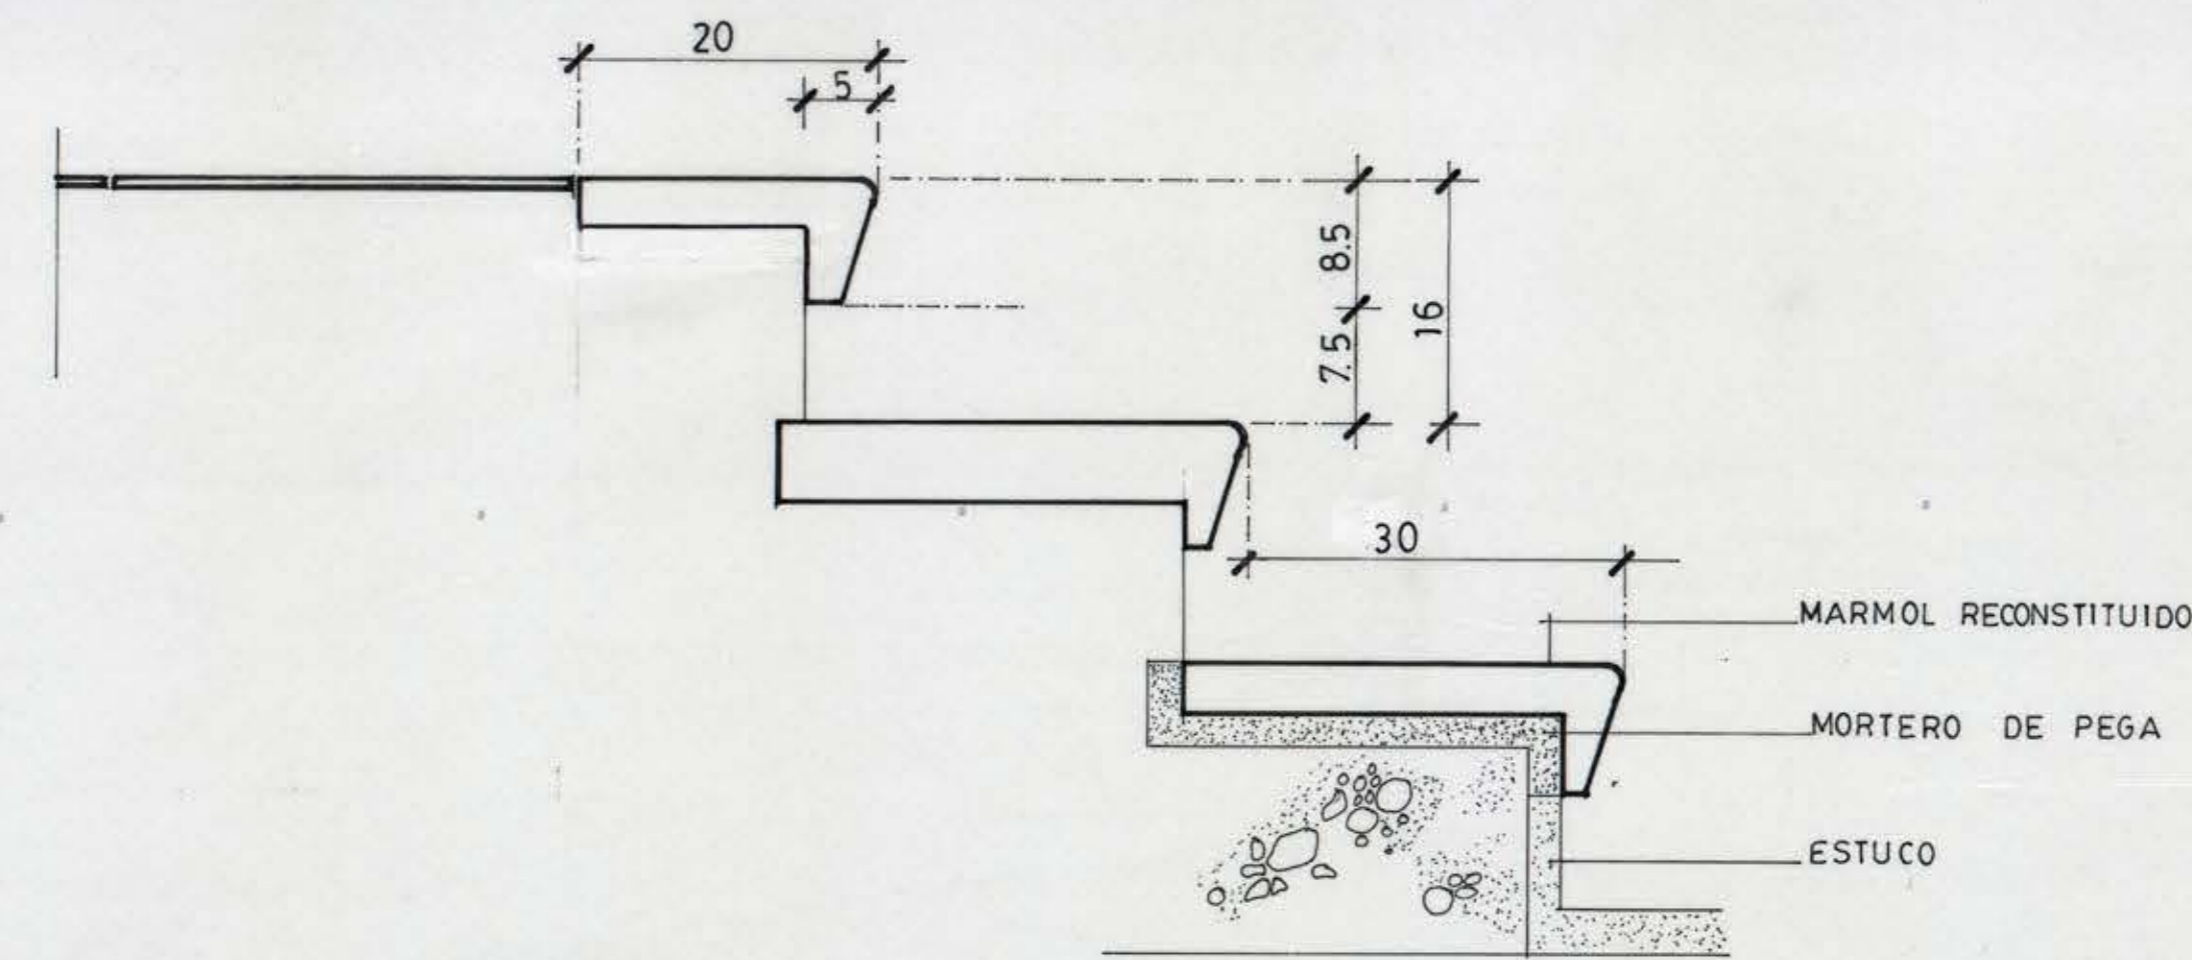 20
5
8.5
16
7.5
30
MARMOL RECONSTITUIDO
MORTERO DE PEGA
ESTUCO